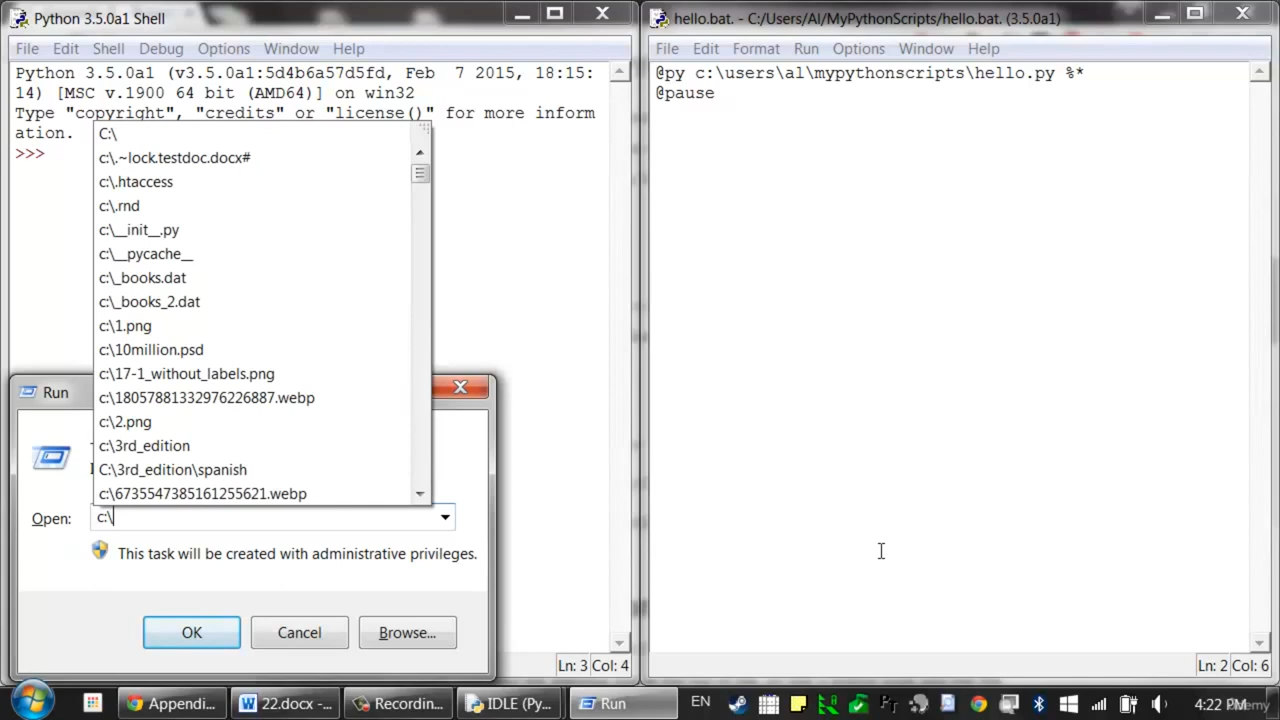 Python 3.5.0a1 Shell
File Edit Shell Debug Options Window Help
Python 3.5.0a1 (v3.5.0a1:5d4b6a57d5fd, Feb  7 2015, 18:15:
14) [MSC v.1900 64 bit (AMD64)] on win32
Type "copyright", "credits" or "license()" for more inform
ation.
>>>
C:\
c:\.~lock.testdoc.docx#
c:\.htaccess
c:\.rnd
c:\__init__.py
c:\__pycache__
c:\_books.dat
c:\_books_2.dat
c:\1.png
c:\10million.psd
c:\17-1_without_labels.png
c:\18057881332976226887.webp
c:\2.png
c:\3rd_edition
C:\3rd_edition\spanish
c:\6735547385161255621.webp
Run
Open: c:\
This task will be created with administrative privileges.
OK Cancel Browse...
Ln: 3 Col: 4
hello.bat. - C:/Users/Al/MyPythonScripts/hello.bat. (3.5.0a1)
File Edit Format Run Options Window Help
@py c:\users\al\mypythonscripts\hello.py %*
@pause
Ln: 2 Col: 6
Appendi... 22.docx -... Recordin... IDLE (Py... Run EN 4:22 PM